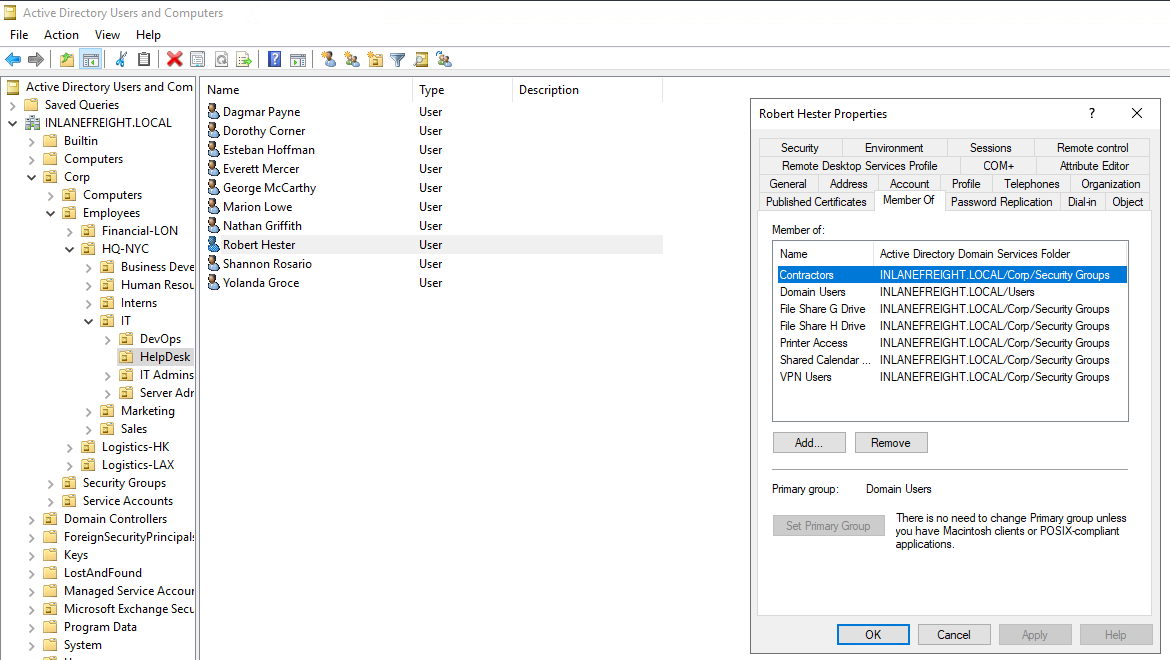 Active Directory Users and Computers
File Action View Help
Active Directory Users and Com
Saved Queries
INLANEFREIGHT.LOCAL
Builtin
Computers
Corp
Computers
Employees
Financial-LON
HQ-NYC
Business Deve
Human Resou
Interns
IT
DevOps
HelpDesk
IT Admins
Server Adr
Marketing
Sales
Logistics-HK
Logistics-LAX
Security Groups
Service Accounts
Domain Controllers
ForeignSecurityPrincipals
Keys
LostAndFound
Managed Service Accour
Microsoft Exchange Secu
Program Data
System
Name Type Description
Dagmar Payne User
Dorothy Corner User
Esteban Hoffman User
Everett Mercer User
George McCarthy User
Marion Lowe User
Nathan Griffith User
Robert Hester User
Shannon Rosario User
Yolanda Groce User
Robert Hester Properties ?
Security Environment Sessions Remote control
Remote Desktop Services Profile COM+ Attribute Editor
General Address Account Profile Telephones Organization
Published Certificates Member Of Password Replication Dial-in Object
Member of:
Name Active Directory Domain Services Folder
Contractors INLANEFREIGHT.LOCAL/Corp/Security Groups
Domain Users INLANEFREIGHT.LOCAL/Users
File Share G Drive INLANEFREIGHT.LOCAL/Corp/Security Groups
File Share H Drive INLANEFREIGHT.LOCAL/Corp/Security Groups
Printer Access INLANEFREIGHT.LOCAL/Corp/Security Groups
Shared Calendar ... INLANEFREIGHT.LOCAL/Corp/Security Groups
VPN Users INLANEFREIGHT.LOCAL/Corp/Security Groups
Add... Remove
Primary group: Domain Users
Set Primary Group
There is no need to change Primary group unless
you have Macintosh clients or POSIX-compliant
applications.
OK Cancel Apply Help